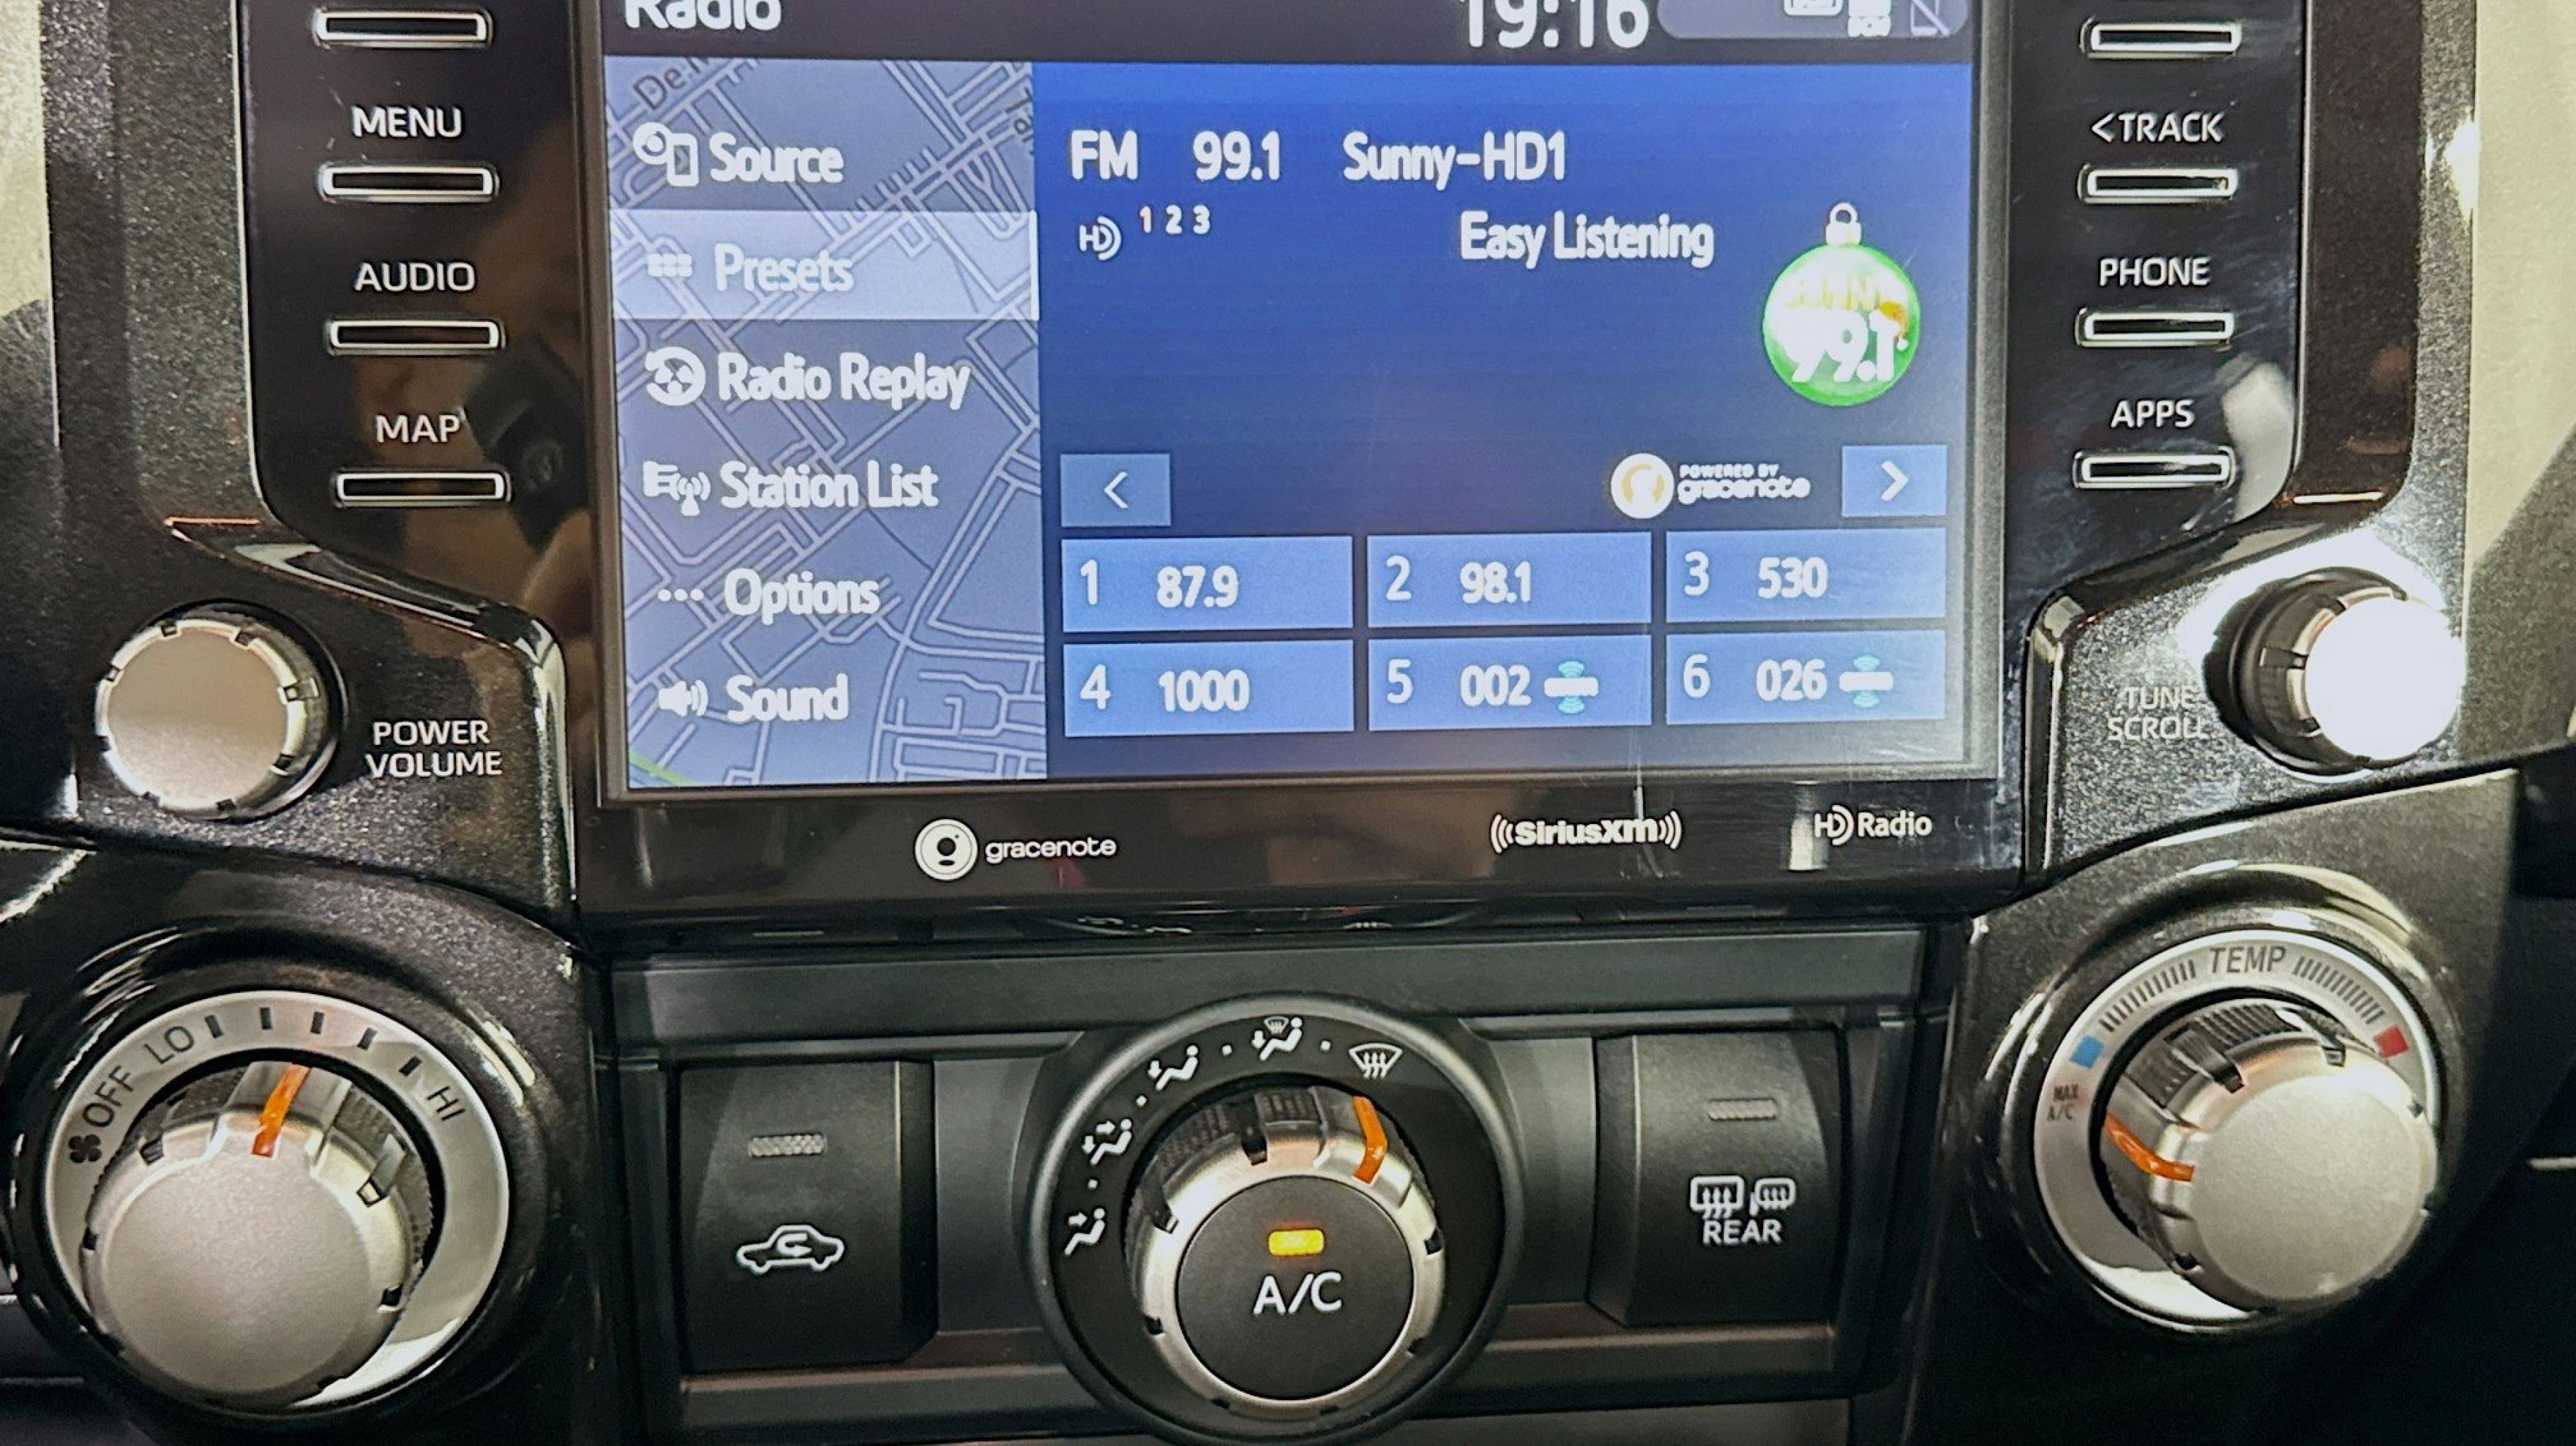 Radio
19:16
MENU
AUDIO
MAP
POWER
VOLUME
Source
Presets
Radio Replay
Station List
Options
Sound
FM 99.1 Sunny-HD1
HD 1 2 3
Easy Listening
SUNNY
99.1
POWERED BY
gracenote
1 87.9
2 98.1
3 530
4 1000
5 002
6 026
<TRACK
PHONE
APPS
TUNE
SCROLL
gracenote
SiriusXm
HD Radio
OFF LO HI
A/C
REAR
TEMP
MAX
A/C